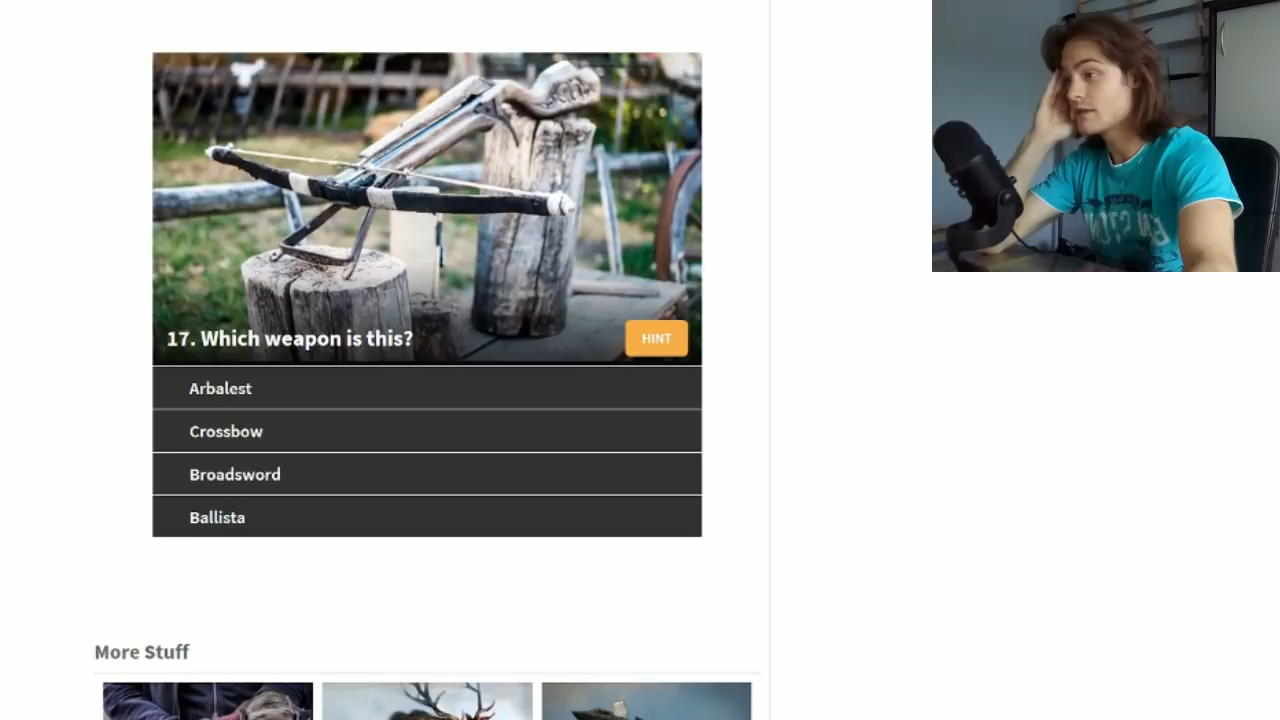 17. Which weapon is this?
HINT
Arbalest
Crossbow
Broadsword
Ballista
More Stuff